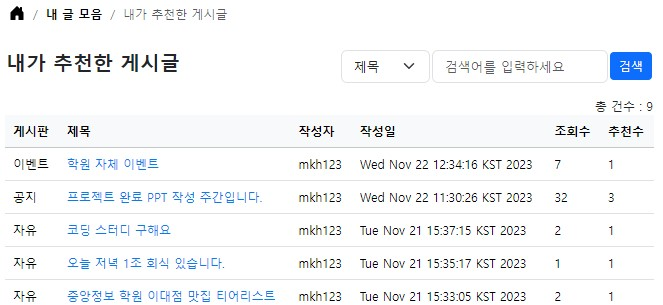 / 내 글 모음 / 내가 추천한 게시글
내가 추천한 게시글 제목 검색어를 입력하세요 검색
총 건수 : 9
게시판 제목 작성자 작성일 조회수 추천수
이벤트 학원 자체 이벤트 mkh123 Wed Nov 22 12:34:16 KST 2023 7 1
공지 프로젝트 완료 PPT 작성 주간입니다. mkh123 Wed Nov 22 11:30:26 KST 2023 32 3
자유 코딩 스터디 구해요 mkh123 Tue Nov 21 15:37:15 KST 2023 2 1
자유 오늘 저녁 1조 회식 있습니다. mkh123 Tue Nov 21 15:35:17 KST 2023 1 1
자유 중앙정보 학원 이대점 맛집 티어리스트 mkh123 Tue Nov 21 15:33:05 KST 2023 2 1